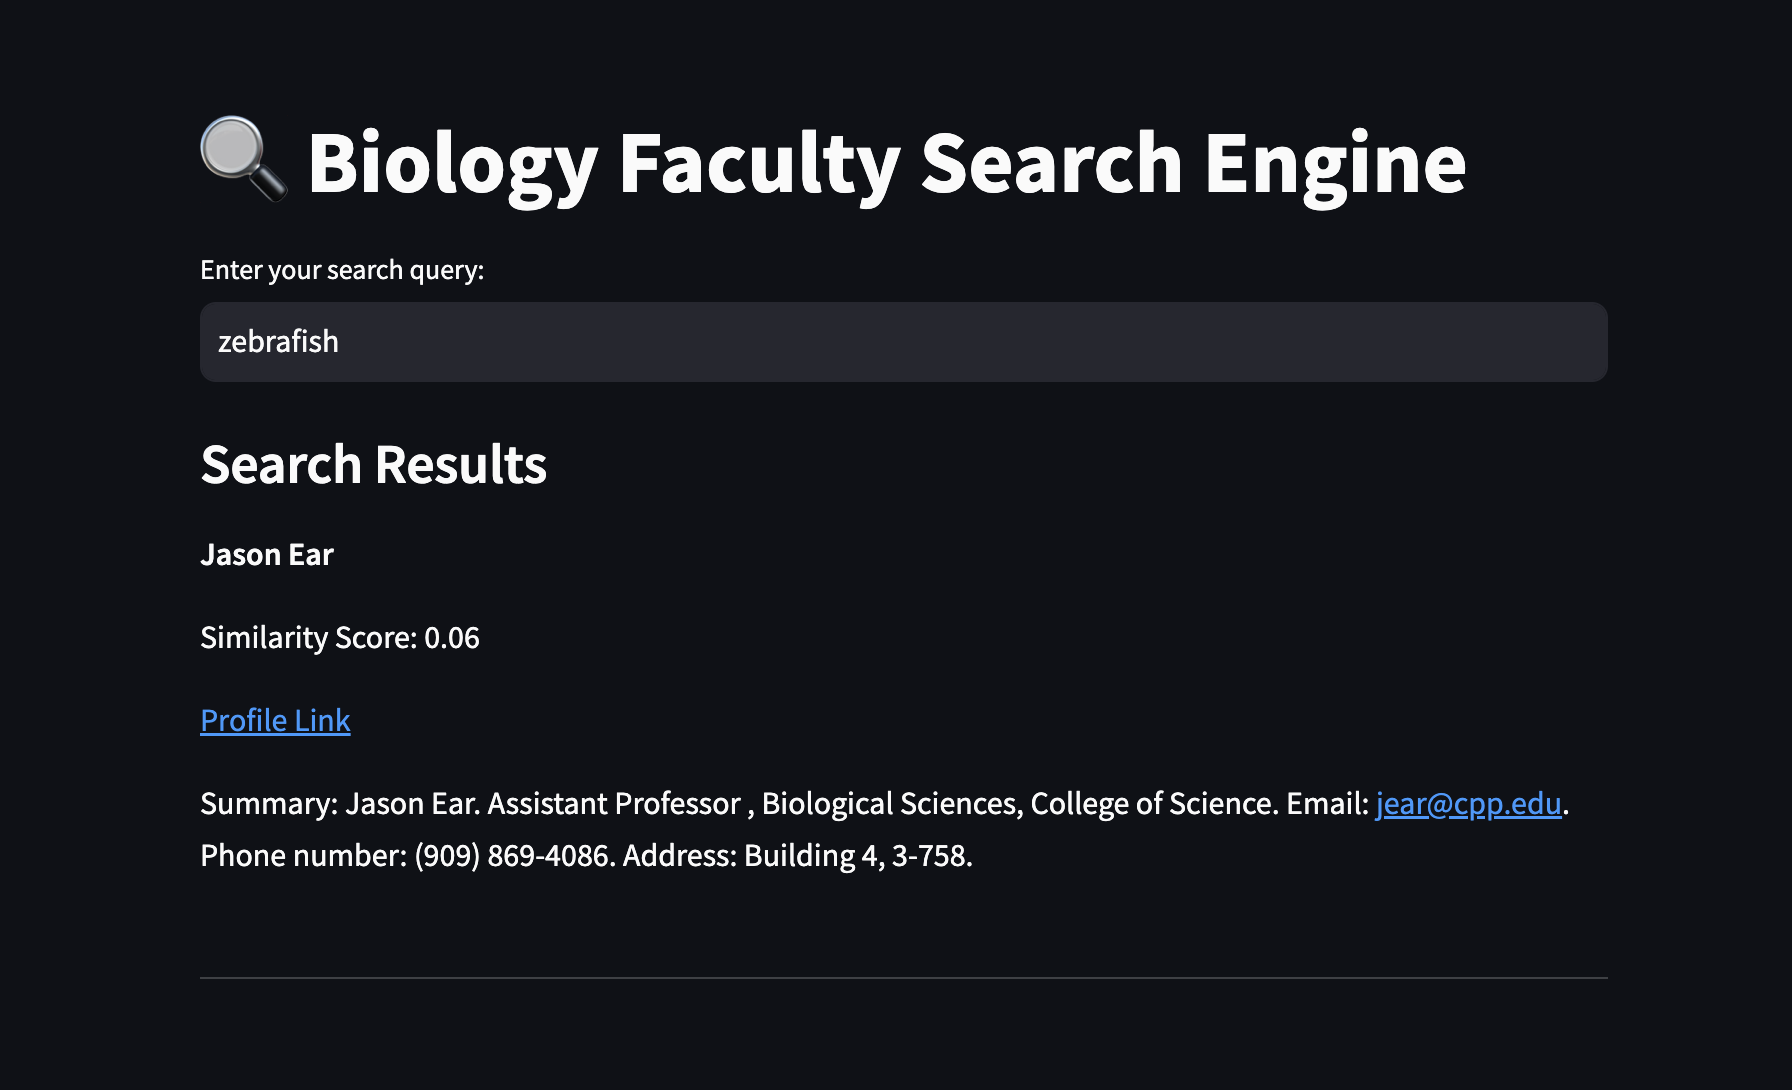 Biology Faculty Search Engine
Enter your search query:
zebrafish
Search Results
Jason Ear
Similarity Score: 0.06
Profile Link
Summary: Jason Ear. Assistant Professor , Biological Sciences, College of Science. Email: jear@cpp.edu.
Phone number: (909) 869-4086. Address: Building 4, 3-758.